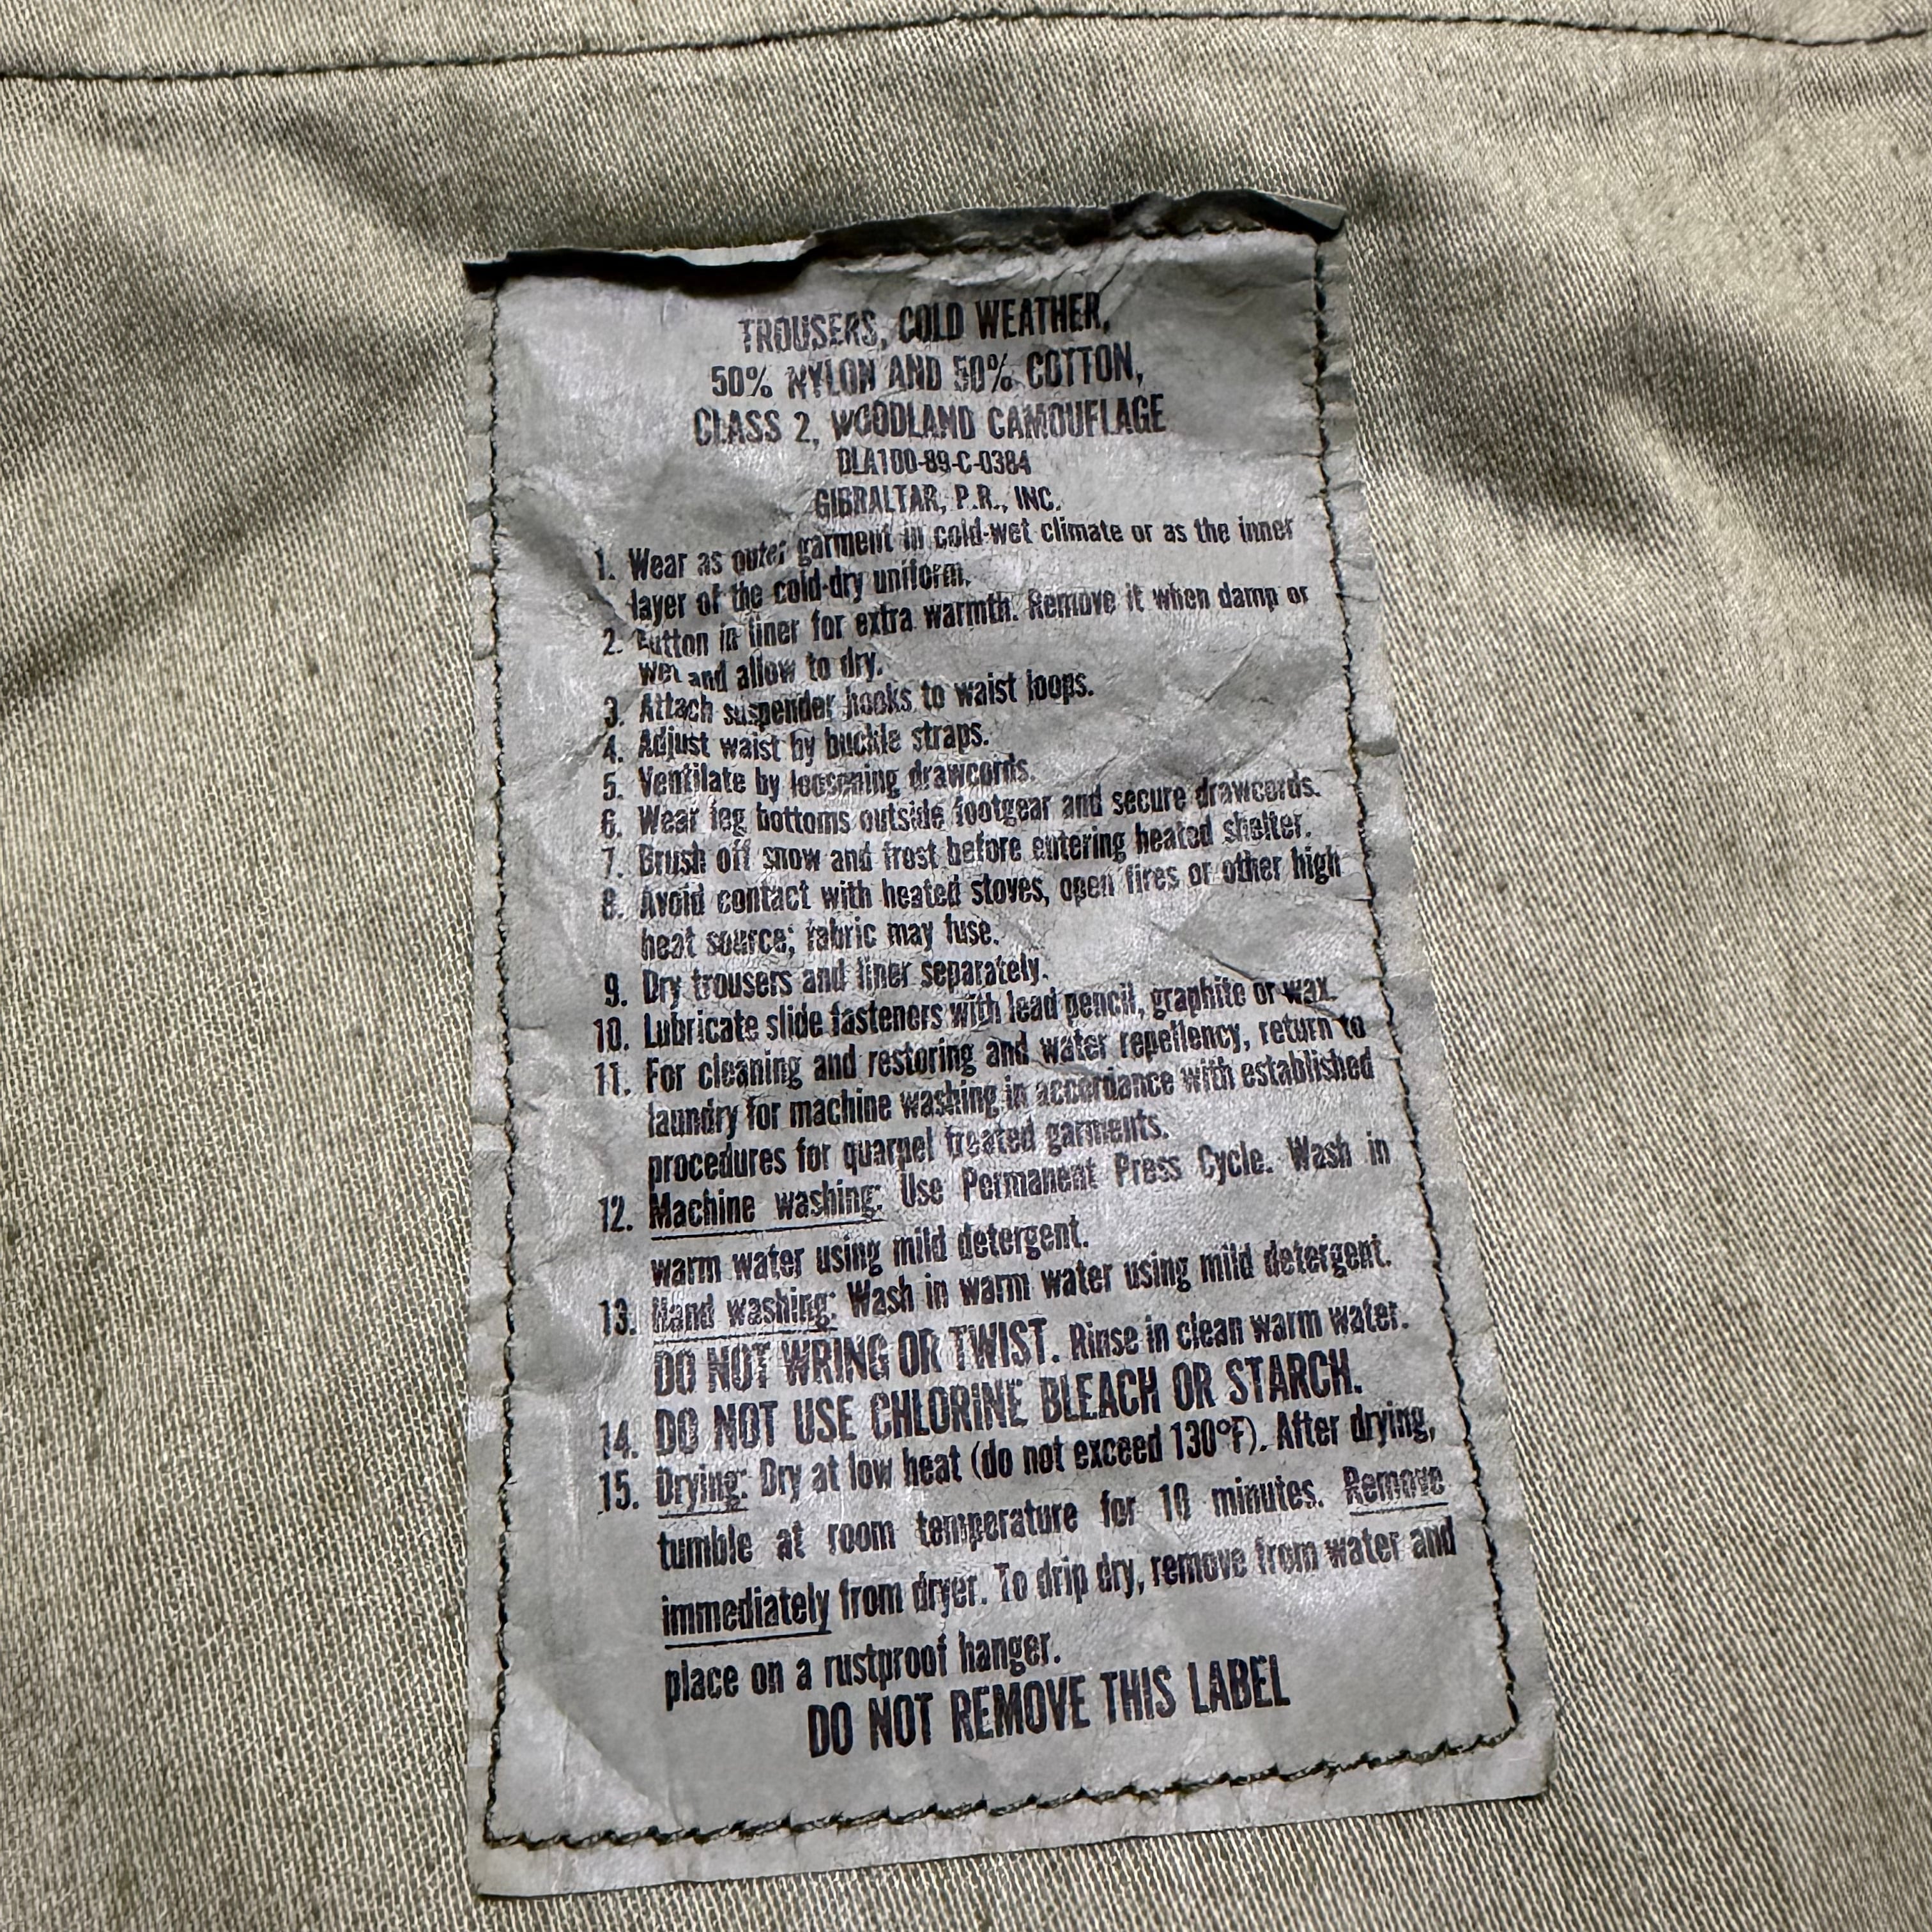 TROUSERS, COLD WEATHER,
50% NYLON AND 50% COTTON,
CLASS 2, WOODLAND CAMOUFLAGE
DLA100-89-C-0384
GIBRALTAR, P.R., INC.
1. Wear as outer garment in cold-wet climate or as the inner
layer of the cold-dry uniform.
2. Button in liner for extra warmth. Remove it when damp or
wet and allow to dry.
3. Attach suspender hooks to waist loops.
4. Adjust waist by buckle straps.
5. Ventilate by loosening drawcords.
6. Wear leg bottoms outside footgear and secure drawcords.
7. Brush off snow and frost before entering heated shelter.
8. Avoid contact with heated stoves, open fires or other high
heat source; fabric may fuse.
9. Dry trousers and liner separately.
10. Lubricate slide fasteners with lead pencil, graphite or wax.
11. For cleaning and restoring and water repellency, return to
laundry for machine washing in accordance with established
procedures for quarpel treated garments.
12. Machine washing: Use Permanent Press Cycle. Wash in
warm water using mild detergent.
13. Hand washing: Wash in warm water using mild detergent.
DO NOT WRING OR TWIST. Rinse in clean warm water.
14. DO NOT USE CHLORINE BLEACH OR STARCH.
15. Drying: Dry at low heat (do not exceed 130°F). After drying,
tumble at room temperature for 10 minutes. Remove
immediately from dryer. To drip dry, remove from water and
place on a rustproof hanger.
DO NOT REMOVE THIS LABEL